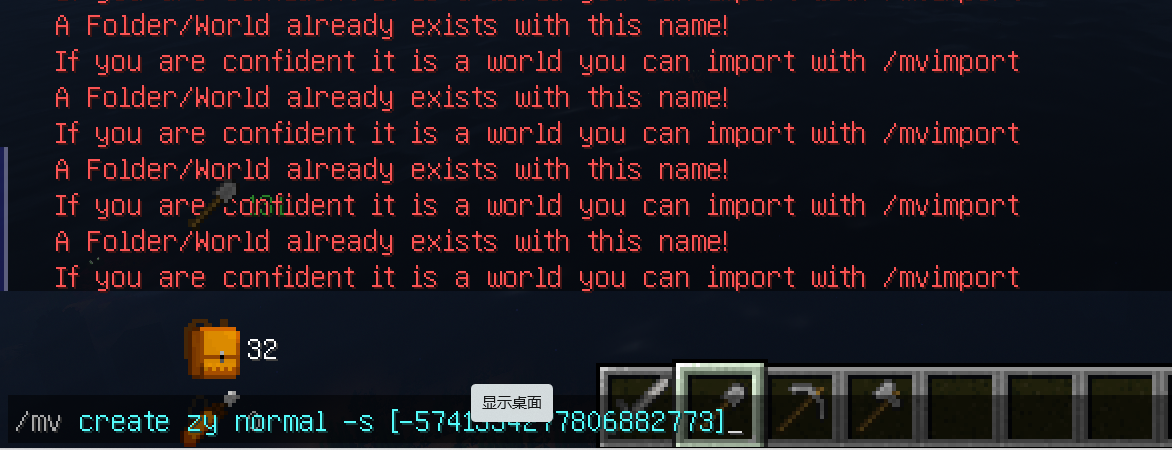 A Folder/World already exists with this name!
If you are confident it is a world you can import with /mvimport
A Folder/World already exists with this name!
If you are confident it is a world you can import with /mvimport
A Folder/World already exists with this name!
If you are confident it is a world you can import with /mvimport
A Folder/World already exists with this name!
If you are confident it is a world you can import with /mvimport
32
显示桌面
/mv create zy normal -s